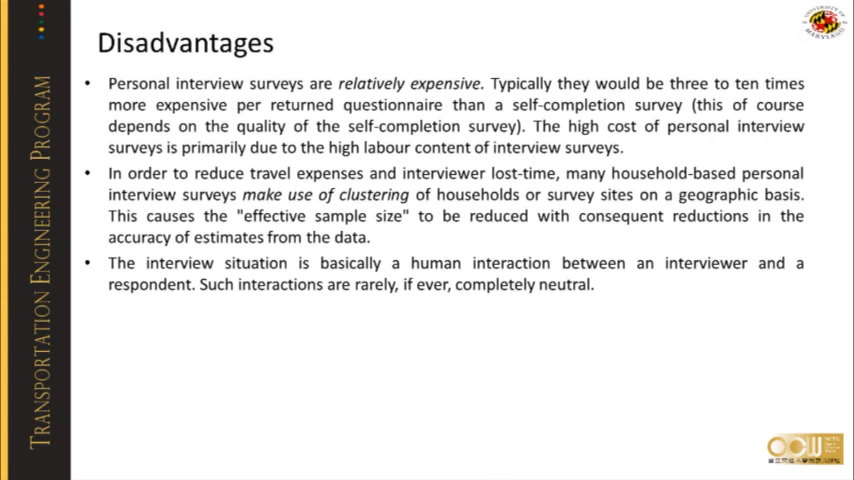 Disadvantages
• Personal interview surveys are relatively expensive. Typically they would be three to ten times
more expensive per returned questionnaire than a self-completion survey (this of course
depends on the quality of the self-completion survey). The high cost of personal interview
surveys is primarily due to the high labour content of interview surveys.
• In order to reduce travel expenses and interviewer lost-time, many household-based personal
interview surveys make use of clustering of households or survey sites on a geographic basis.
This causes the "effective sample size" to be reduced with consequent reductions in the
accuracy of estimates from the data.
• The interview situation is basically a human interaction between an interviewer and a
respondent. Such interactions are rarely, if ever, completely neutral.
TRANSPORTATION ENGINEERING PROGRAM
UNIVERSITY OF
MARYLAND
OCW
NCTU